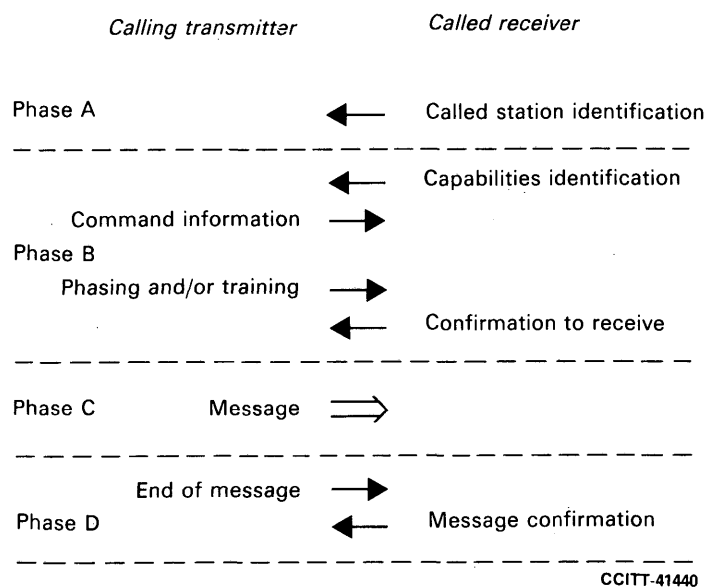 Calling transmitter Called receiver
Phase A Called station identification
Capabilities identification
Command information
Phase B
Phasing and/or training
Confirmation to receive
Phase C Message
End of message
Phase D Message confirmation
CCITT-41440